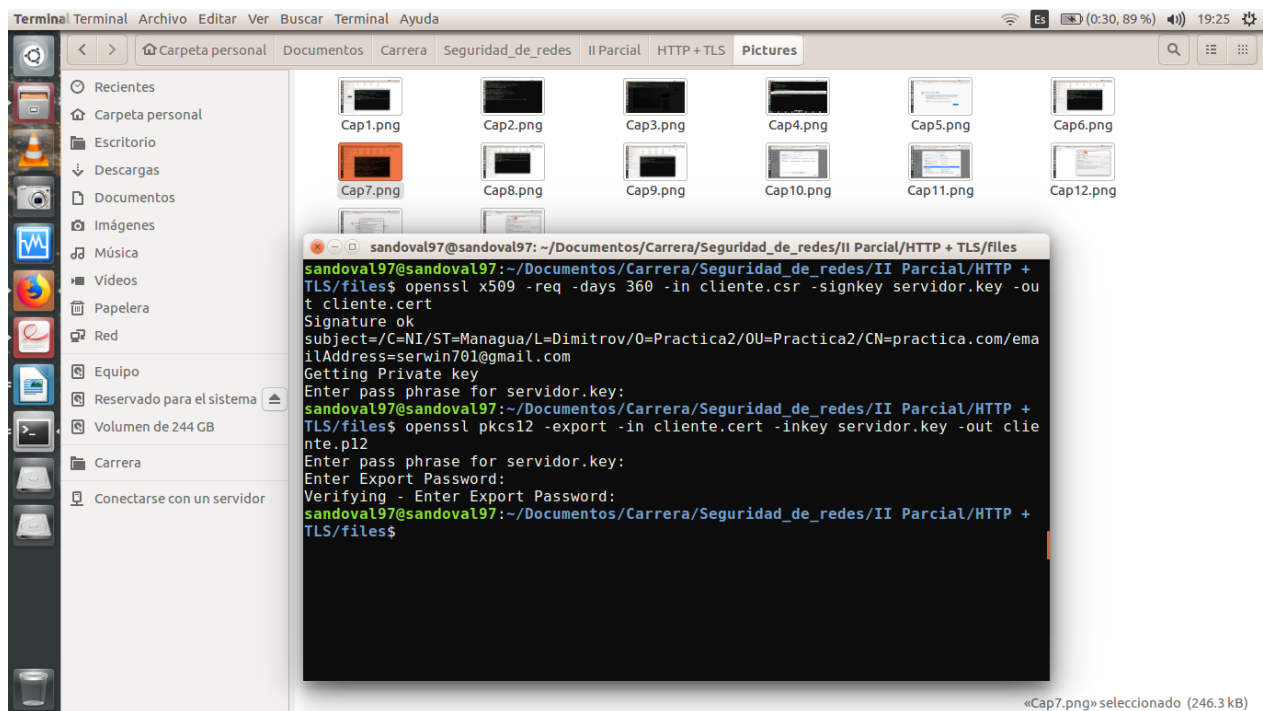 Terminal Terminal Archivo Editar Ver Buscar Terminal Ayuda Es (0:30, 89 %) 19:25
Carpeta personal Documentos Carrera Seguridad_de_redes II Parcial HTTP + TLS Pictures
Recientes
Carpeta personal
Escritorio
Descargas
Documentos
Imágenes
Música
Vídeos
Papelera
Red
Equipo
Reservado para el sistema
Volumen de 244 GB
Carrera
Conectarse con un servidor
Cap1.png Cap2.png Cap3.png Cap4.png Cap5.png Cap6.png
Cap7.png Cap8.png Cap9.png Cap10.png Cap11.png Cap12.png
sandoval97@sandoval97: ~/Documentos/Carrera/Seguridad_de_redes/II Parcial/HTTP + TLS/files
sandoval97@sandoval97:~/Documentos/Carrera/Seguridad_de_redes/II Parcial/HTTP +
TLS/files$ openssl x509 -req -days 360 -in cliente.csr -signkey servidor.key -ou
t cliente.cert
Signature ok
subject=/C=NI/ST=Managua/L=Dimitrov/O=Practica2/OU=Practica2/CN=practica.com/ema
ilAddress=serwin701@gmail.com
Getting Private key
Enter pass phrase for servidor.key:
sandoval97@sandoval97:~/Documentos/Carrera/Seguridad_de_redes/II Parcial/HTTP +
TLS/files$ openssl pkcs12 -export -in cliente.cert -inkey servidor.key -out clie
nte.p12
Enter pass phrase for servidor.key:
Enter Export Password:
Verifying - Enter Export Password:
sandoval97@sandoval97:~/Documentos/Carrera/Seguridad_de_redes/II Parcial/HTTP +
TLS/files$
«Cap7.png» seleccionado (246.3 kB)